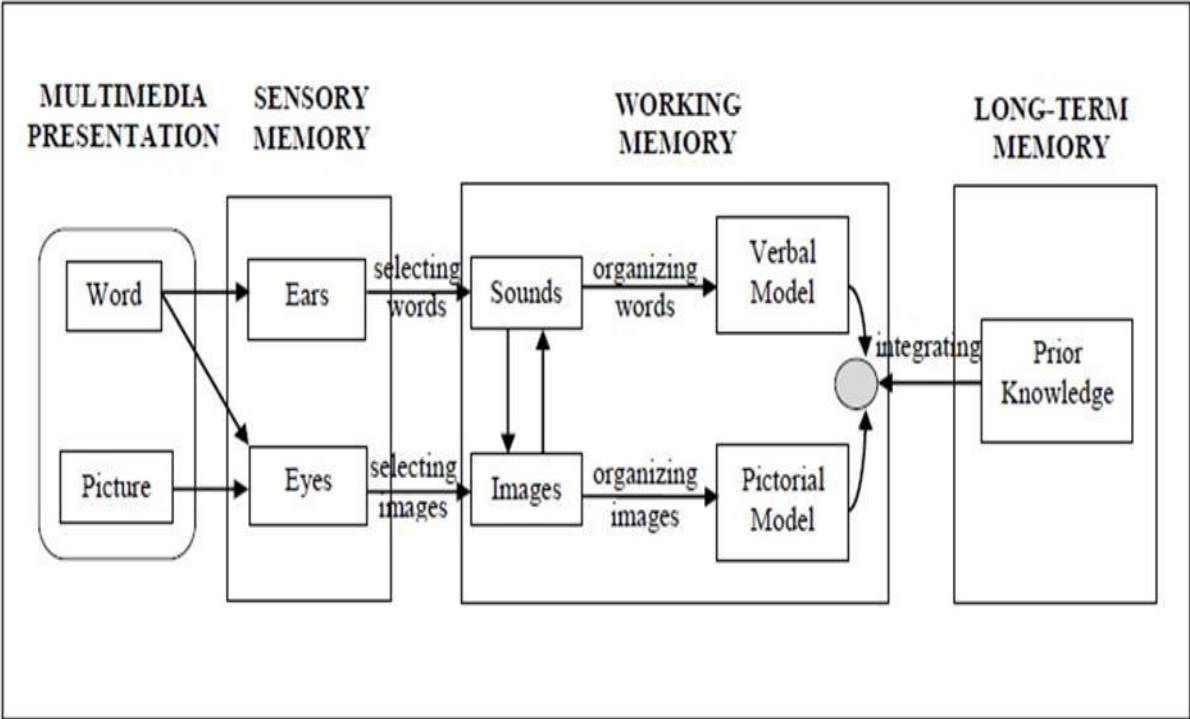 MULTIMEDIA
PRESENTATION
SENSORY
MEMORY
WORKING
MEMORY
LONG-TERM
MEMORY
Word
Ears
selecting
words
Sounds
organizing
words
Verbal
Model
integrating
Prior
Knowledge
Picture
Eyes
selecting
images
Images
organizing
images
Pictorial
Model